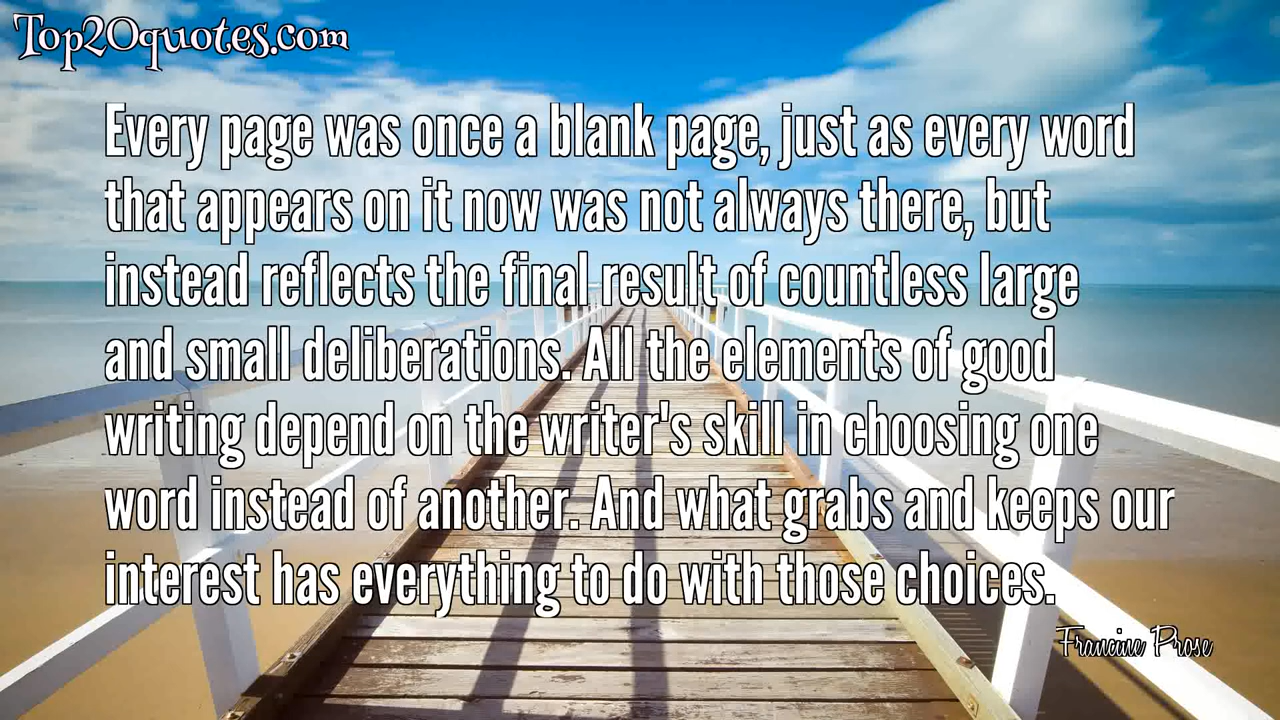 Top20quotes.com
Every page was once a blank page, just as every word
that appears on it now was not always there, but
instead reflects the final result of countless large
and small deliberations. All the elements of good
writing depend on the writer's skill in choosing one
word instead of another. And what grabs and keeps our
interest has everything to do with those choices.
Francine Prose